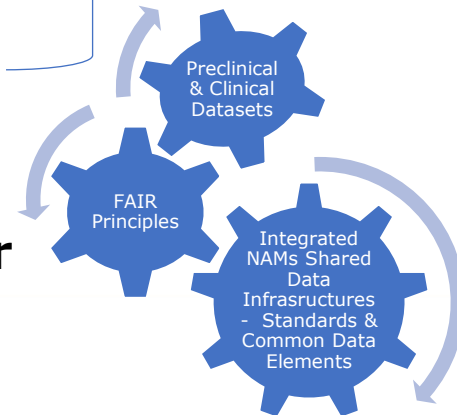 Preclinical
& Clinical
Datasets
FAIR
Principles
r
Integrated
NAMs Shared
Data
Infrasructures
- Standards &
Common Data
Elements